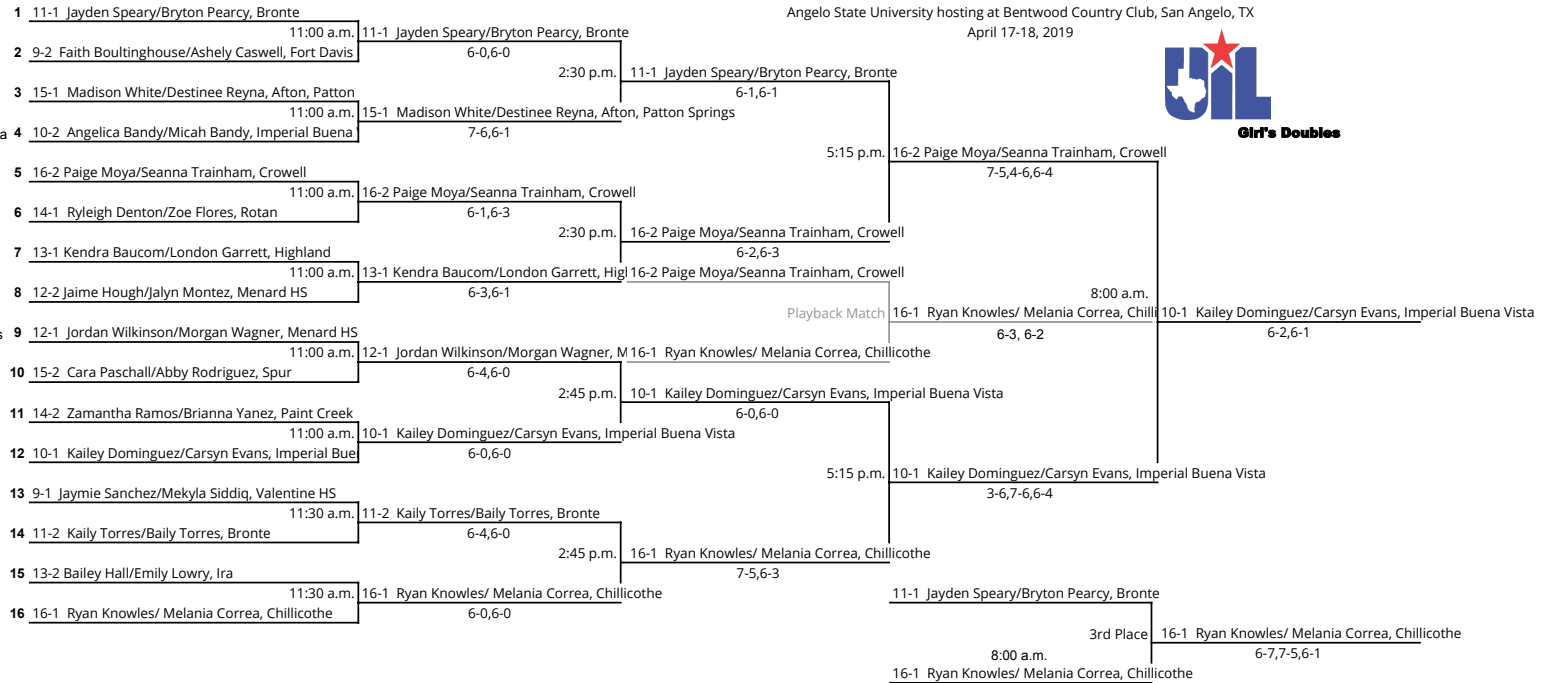 Angelo State University hosting at Bentwood Country Club, San Angelo, TX
April 17-18, 2019
UIL
Girl's Doubles
1 11-1 Jayden Speary/Bryton Pearcy, Bronte
11:00 a.m.
2 9-2 Faith Boultinghouse/Ashely Caswell, Fort Davis
3 15-1 Madison White/Destinee Reyna, Afton, Patton
11:00 a.m.
a 4 10-2 Angelica Bandy/Micah Bandy, Imperial Buena
5 16-2 Paige Moya/Seanna Trainham, Crowell
11:00 a.m.
6 14-1 Ryleigh Denton/Zoe Flores, Rotan
7 13-1 Kendra Baucom/London Garrett, Highland
11:00 a.m.
8 12-2 Jaime Hough/Jalyn Montez, Menard HS
s 9 12-1 Jordan Wilkinson/Morgan Wagner, Menard HS
11:00 a.m.
10 15-2 Cara Paschall/Abby Rodriguez, Spur
11 14-2 Zamantha Ramos/Brianna Yanez, Paint Creek
11:00 a.m.
12 10-1 Kailey Dominguez/Carsyn Evans, Imperial Bue
13 9-1 Jaymie Sanchez/Mekyla Siddiq, Valentine HS
11:30 a.m.
14 11-2 Kaily Torres/Baily Torres, Bronte
15 13-2 Bailey Hall/Emily Lowry, Ira
11:30 a.m.
16 16-1 Ryan Knowles/ Melania Correa, Chillicothe
11-1 Jayden Speary/Bryton Pearcy, Bronte
6-0,6-0
2:30 p.m.
15-1 Madison White/Destinee Reyna, Afton, Patton Springs
7-6,6-1
16-2 Paige Moya/Seanna Trainham, Crowell
6-1,6-3
2:30 p.m.
13-1 Kendra Baucom/London Garrett, Higl
6-3,6-1
12-1 Jordan Wilkinson/Morgan Wagner, M
6-4,6-0
2:45 p.m.
10-1 Kailey Dominguez/Carsyn Evans, Imperial Buena Vista
6-0,6-0
11-2 Kaily Torres/Baily Torres, Bronte
6-4,6-0
2:45 p.m.
16-1 Ryan Knowles/ Melania Correa, Chillicothe
6-0,6-0
11-1 Jayden Speary/Bryton Pearcy, Bronte
6-1,6-1
5:15 p.m.
16-2 Paige Moya/Seanna Trainham, Crowell
6-2,6-3
16-2 Paige Moya/Seanna Trainham, Crowell
Playback Match
16-1 Ryan Knowles/ Melania Correa, Chillicothe
10-1 Kailey Dominguez/Carsyn Evans, Imperial Buena Vista
6-0,6-0
5:15 p.m.
16-1 Ryan Knowles/ Melania Correa, Chillicothe
7-5,6-3
16-2 Paige Moya/Seanna Trainham, Crowell
7-5,4-6,6-4
8:00 a.m.
16-1 Ryan Knowles/ Melania Correa, Chilli
6-3, 6-2
10-1 Kailey Dominguez/Carsyn Evans, Imperial Buena Vista
3-6,7-6,6-4
10-1 Kailey Dominguez/Carsyn Evans, Imperial Buena Vista
6-2,6-1
11-1 Jayden Speary/Bryton Pearcy, Bronte
3rd Place
8:00 a.m.
16-1 Ryan Knowles/ Melania Correa, Chillicothe
16-1 Ryan Knowles/ Melania Correa, Chillicothe
6-7,7-5,6-1